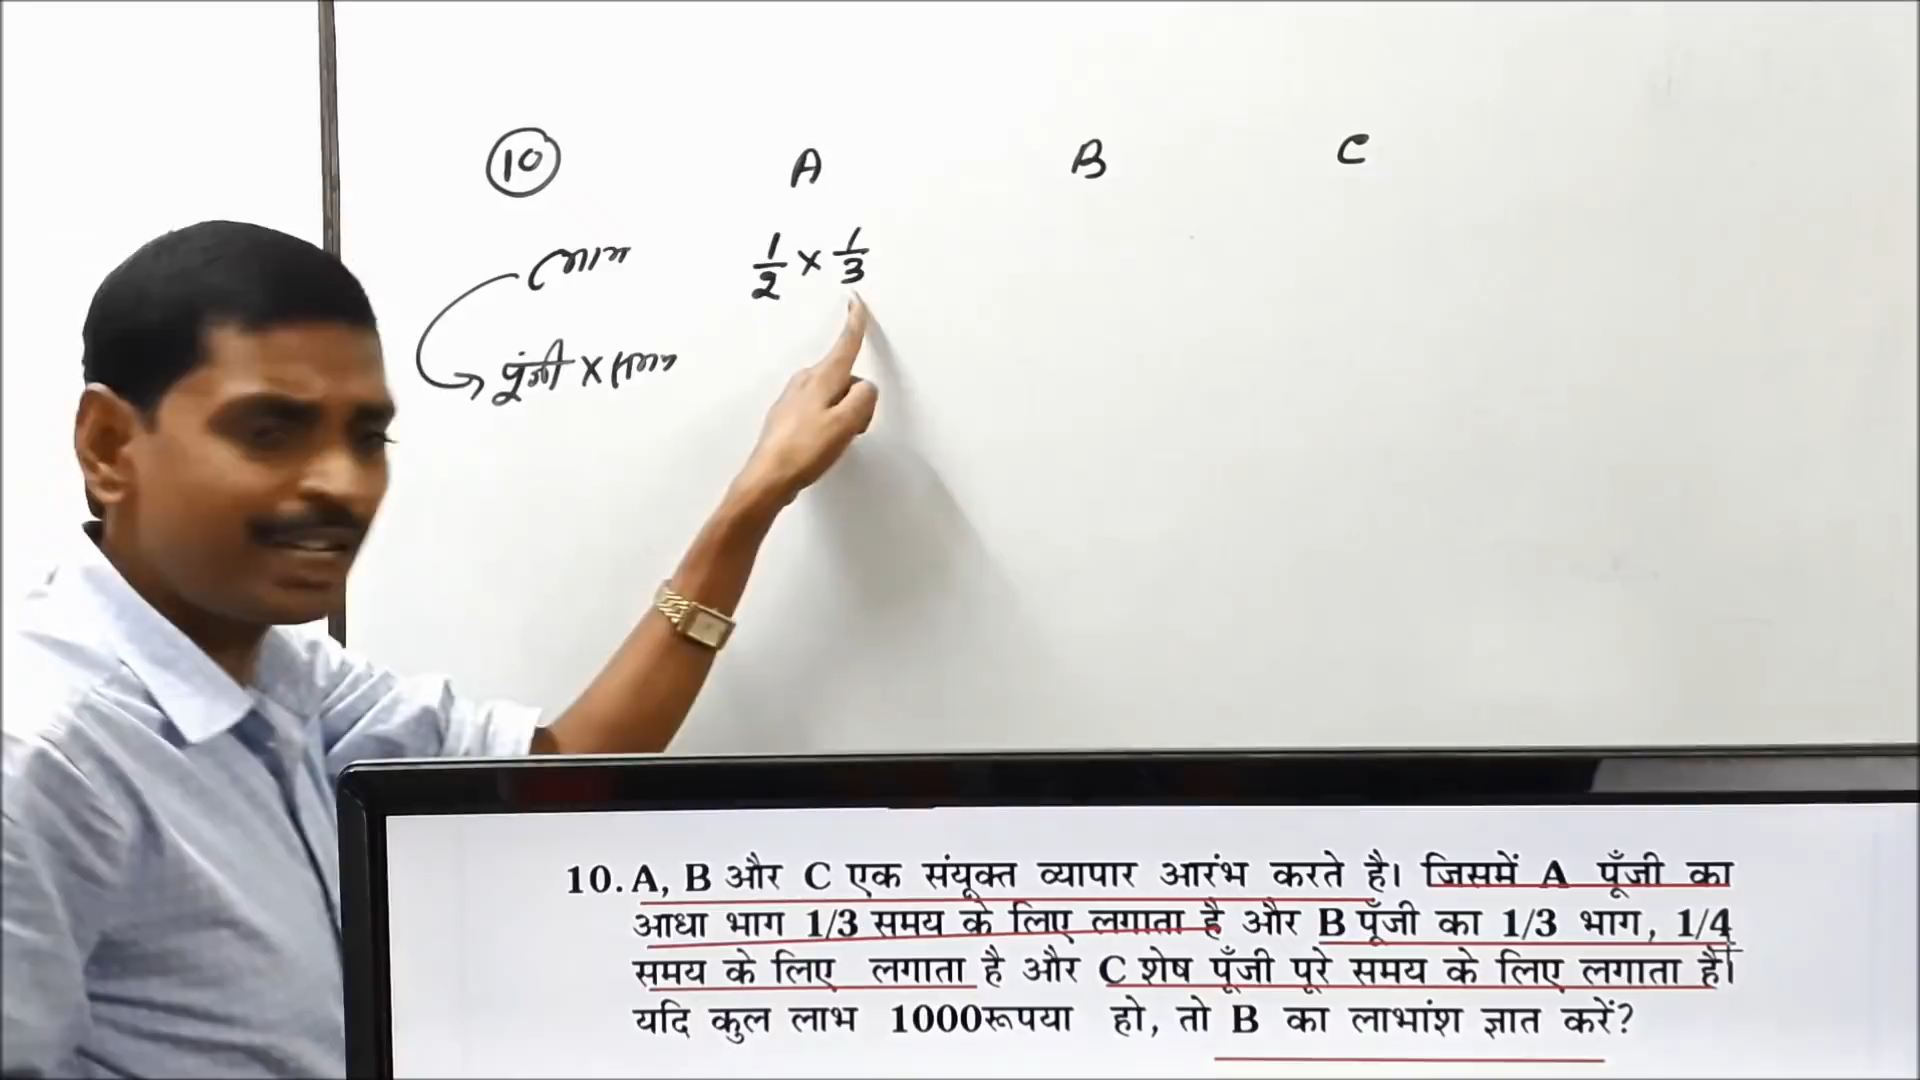 10 A B C
लाभ 1/2 × 1/3
पूंजी × समय
10. A, B और C एक संयूक्त व्यापार आरंभ करते है। जिसमें A पूँजी का
आधा भाग 1/3 समय के लिए लगाता है और B पूँजी का 1/3 भाग, 1/4
समय के लिए लगाता है और C शेष पूँजी पूरे समय के लिए लगाता है।
यदि कुल लाभ 1000रूपया हो, तो B का लाभांश ज्ञात करें?